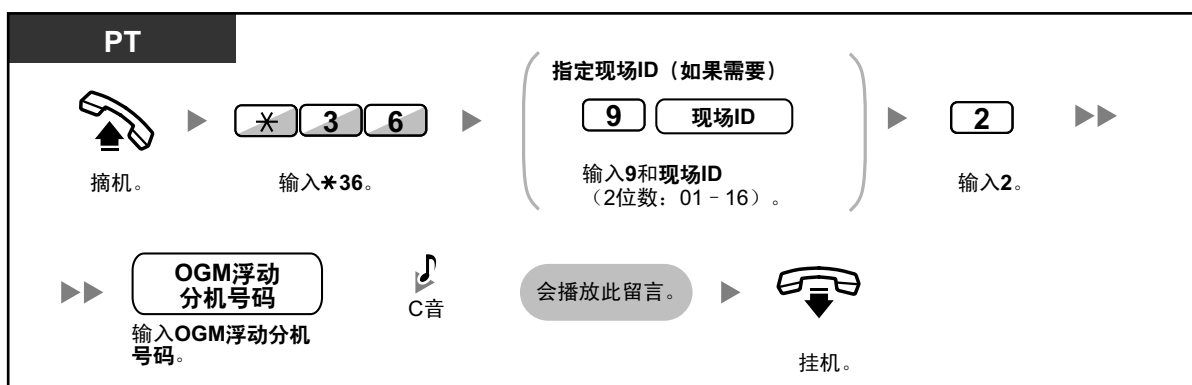 PT
指定现场ID（如果需要）
✳ 3 6
9 现场ID
2
摘机。
输入✳36。
输入9和现场ID
（2位数：01 - 16）。
输入2。
OGM浮动
分机号码
C音
会播放此留言。
输入OGM浮动分机
号码。
挂机。